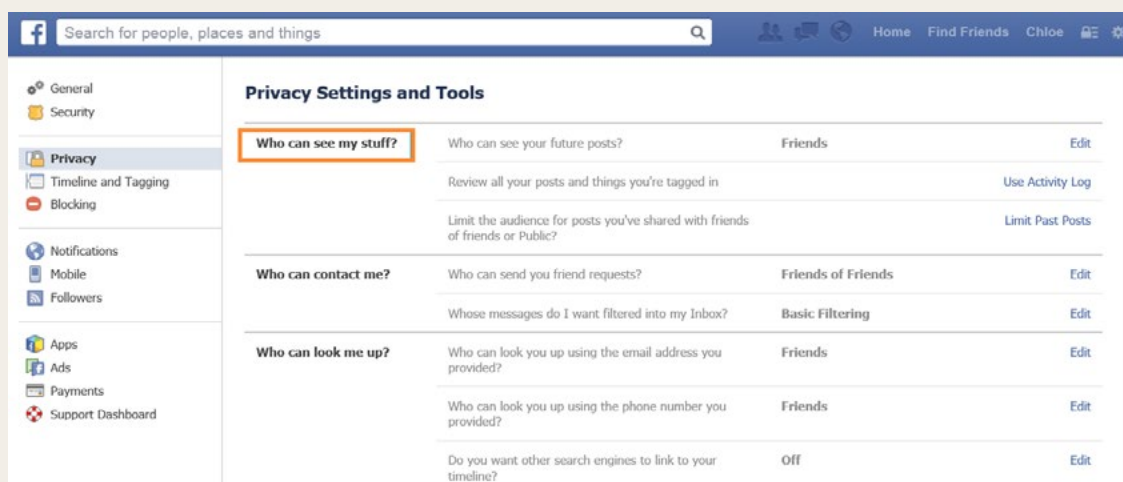 f
Search for people, places and things
Home Find Friends Chloe
General
Security
Privacy
Timeline and Tagging
Blocking
Notifications
Mobile
Followers
Apps
Ads
Payments
Support Dashboard
Privacy Settings and Tools
Who can see my stuff? Who can see your future posts? Friends Edit
Review all your posts and things you're tagged in Use Activity Log
Limit the audience for posts you've shared with friends Limit Past Posts
of friends or Public?
Who can contact me? Who can send you friend requests? Friends of Friends Edit
Whose messages do I want filtered into my Inbox? Basic Filtering Edit
Who can look me up? Who can look you up using the email address you Friends Edit
provided?
Who can look you up using the phone number you Friends Edit
provided?
Do you want other search engines to link to your Off Edit
timeline?